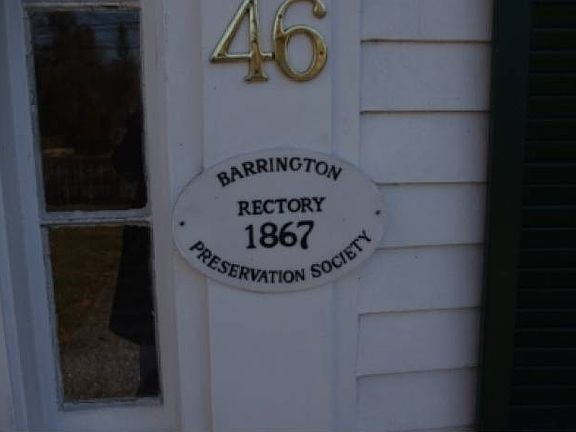 46
BARRINGTON
RECTORY
1867
PRESERVATION SOCIETY